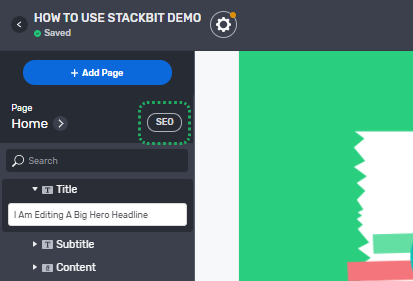 HOW TO USE STACKBIT DEMO
Saved
+ Add Page
Page
Home
SEO
Search
Title
I Am Editing A Big Hero Headline
Subtitle
Content